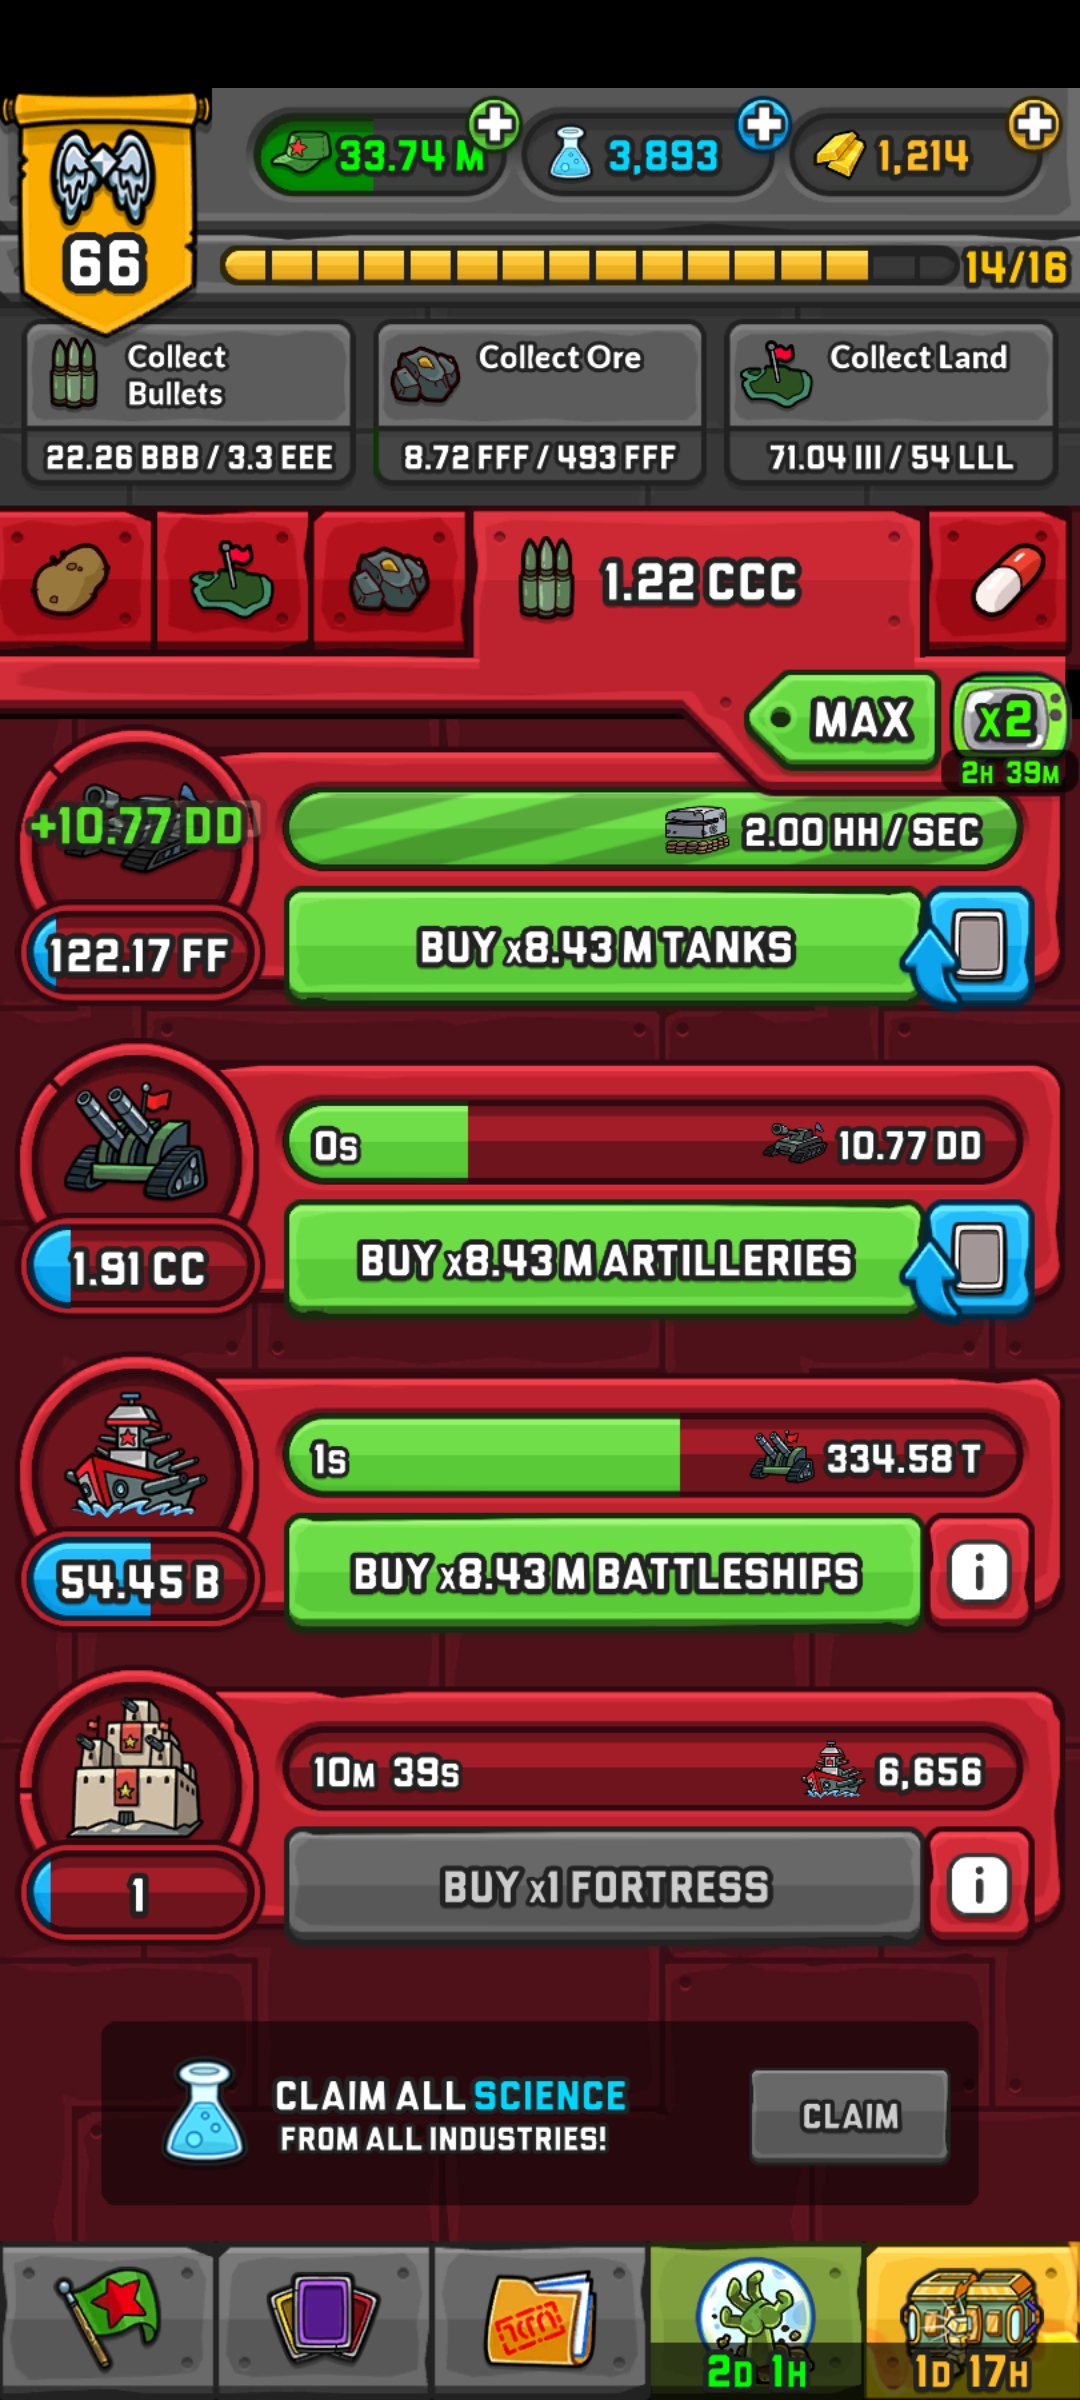 33.74 M
3,893
1,214
66
14/16
Collect
Bullets
22.26 BBB / 3.3 EEE
Collect Ore
8.72 FFF / 493 FFF
Collect Land
71.04 III / 54 LLL
1.22 CCC
MAX
x2
2H 39M
+10.77 DD
2.00 HH / SEC
122.17 FF
BUY x8.43 M TANKS
0s
10.77 DD
1.91 CC
BUY x8.43 M ARTILLERIES
1s
334.58 T
54.45 B
BUY x8.43 M BATTLESHIPS
i
10M 39s
6,656
1
BUY x1 FORTRESS
i
CLAIM ALL SCIENCE
FROM ALL INDUSTRIES!
CLAIM
2D 1H
1D 17H